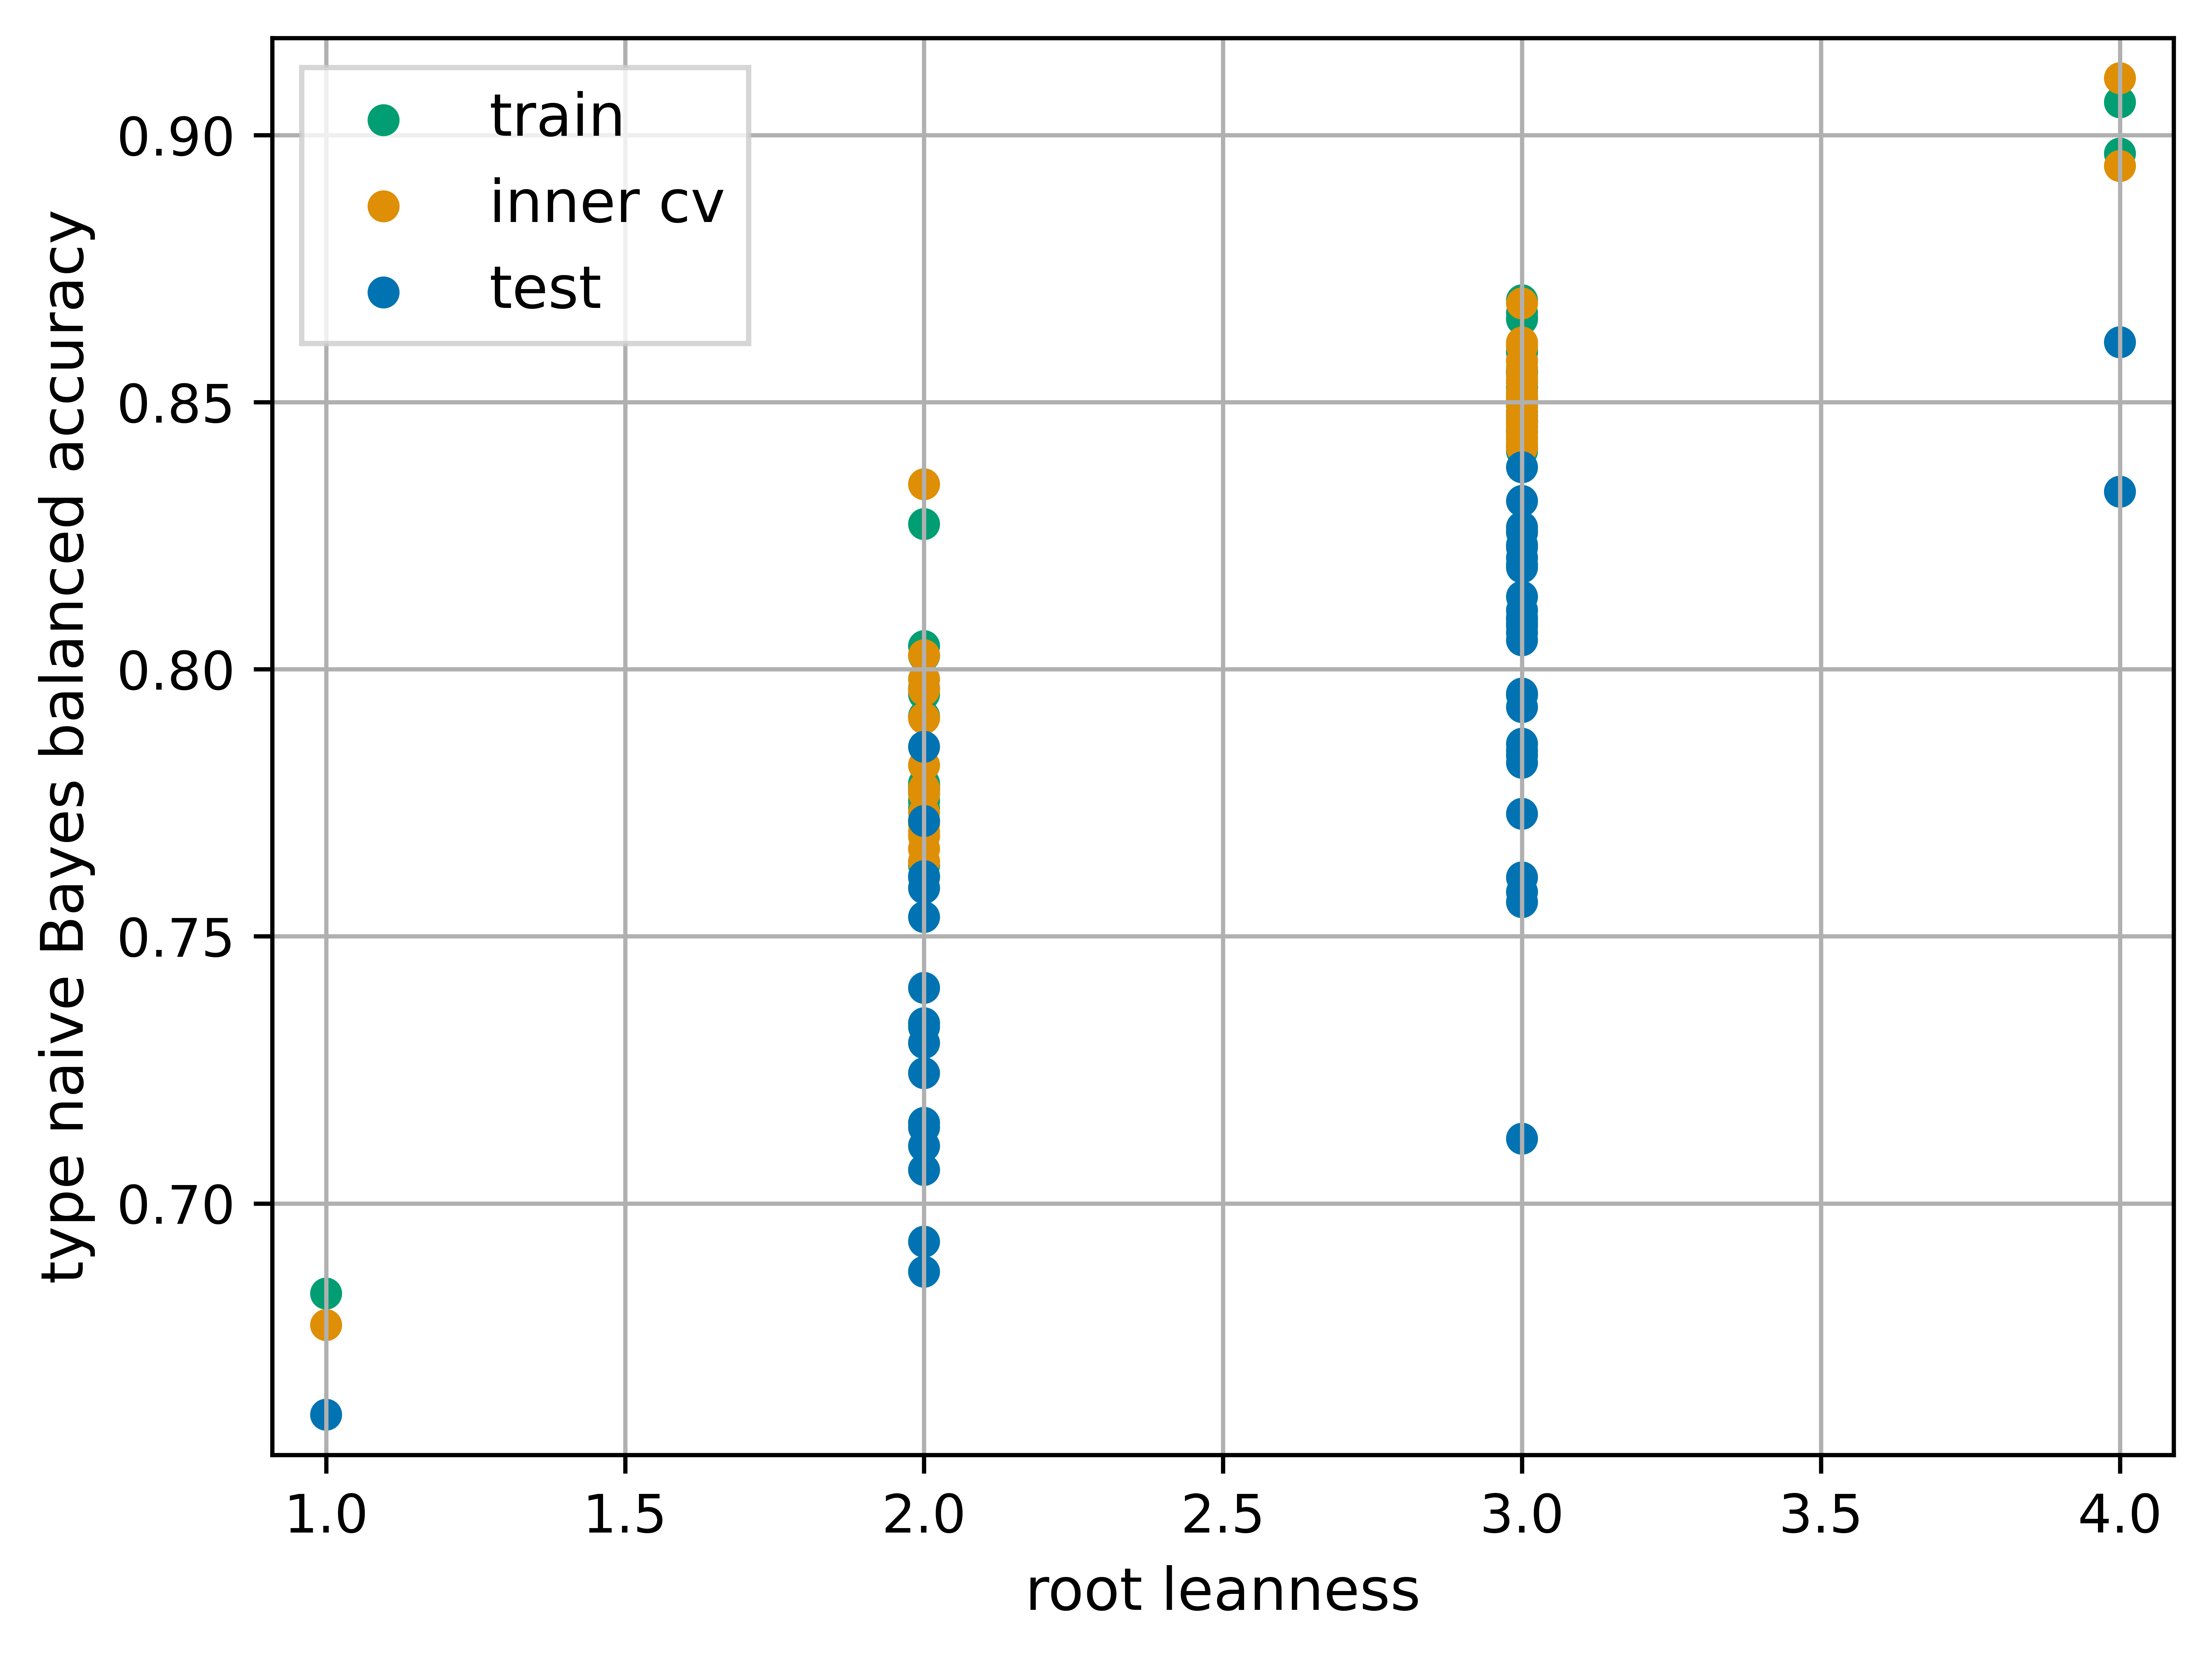 train
inner cv
test
type naive Bayes balanced accuracy
0.90
0.85
0.80
0.75
0.70
1.0 1.5 2.0 2.5 3.0 3.5 4.0
root leanness